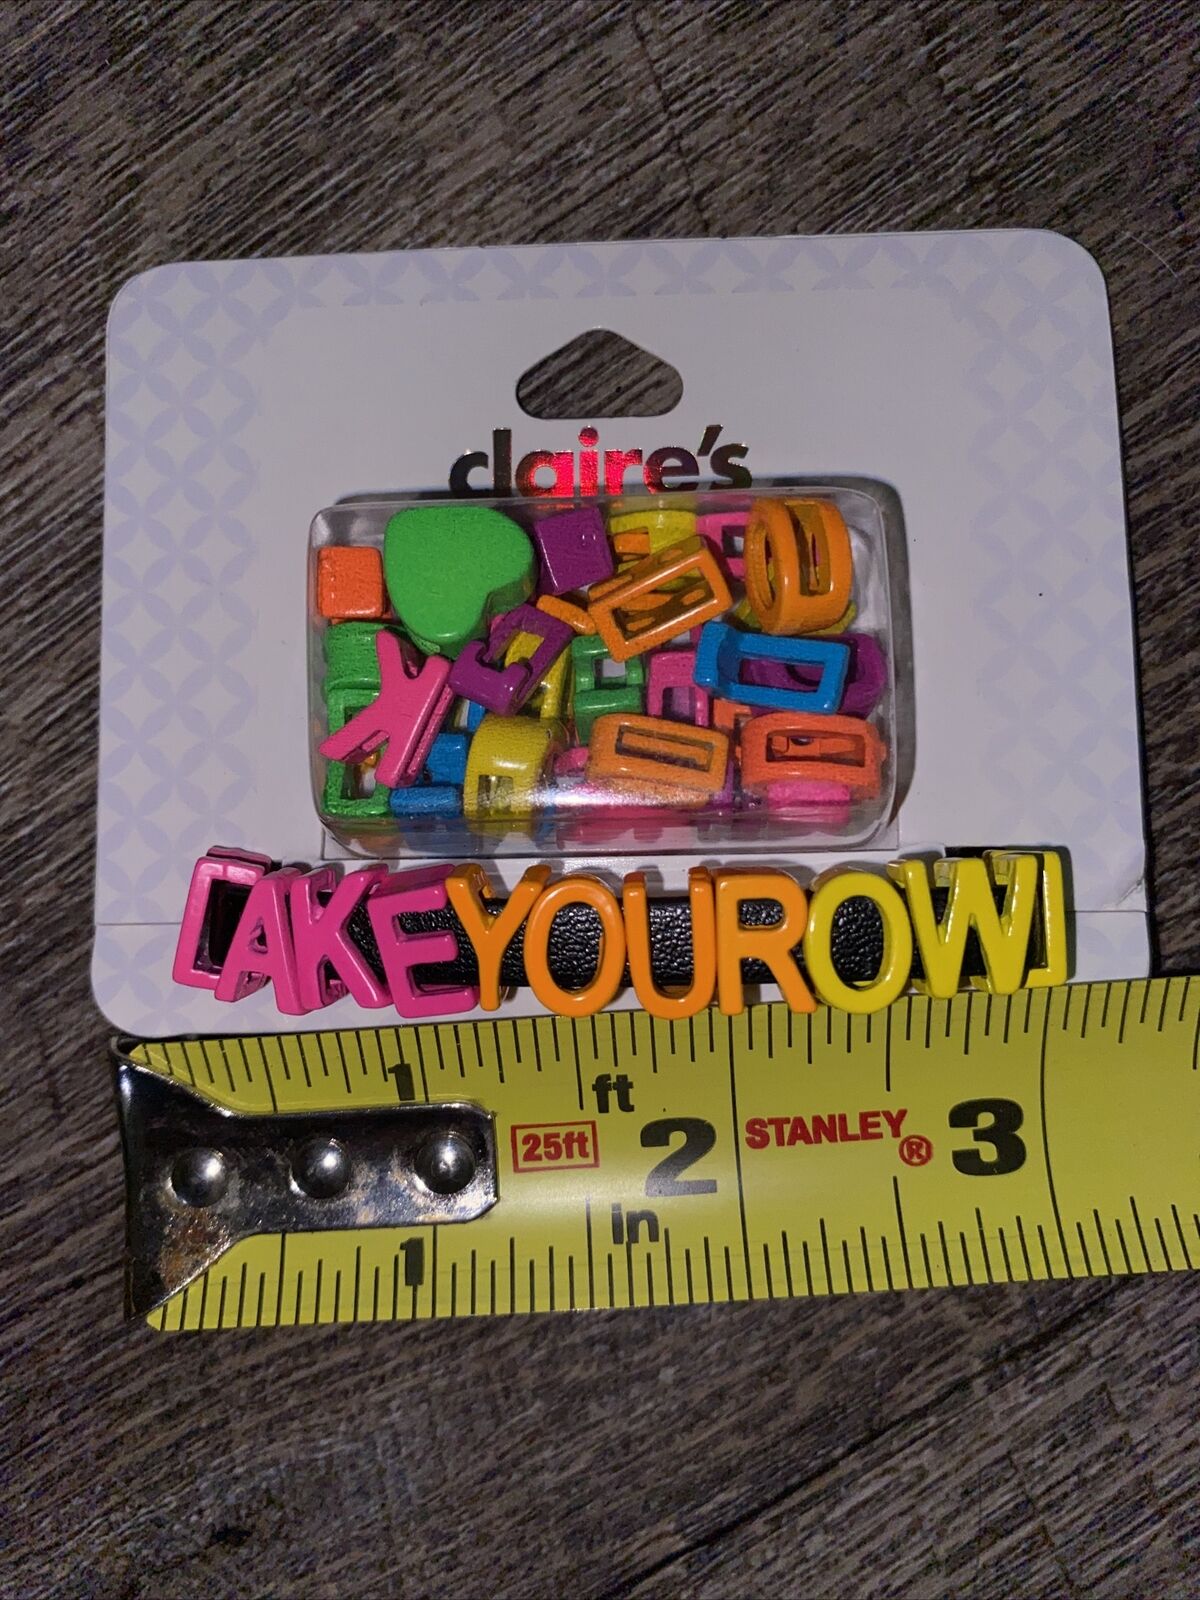 claire's
AKEYOUROW
1 ft
25ft 2 STANLEY® 3
in
1